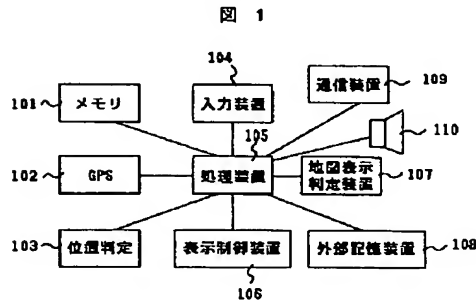 図 1
104
入力装置
通信装置
109
101
メモリ
105
110
102
GPS
処理装置
地図表示
判定装置
107
103
位置判定
表示制御装置
106
外部記憶装置
108